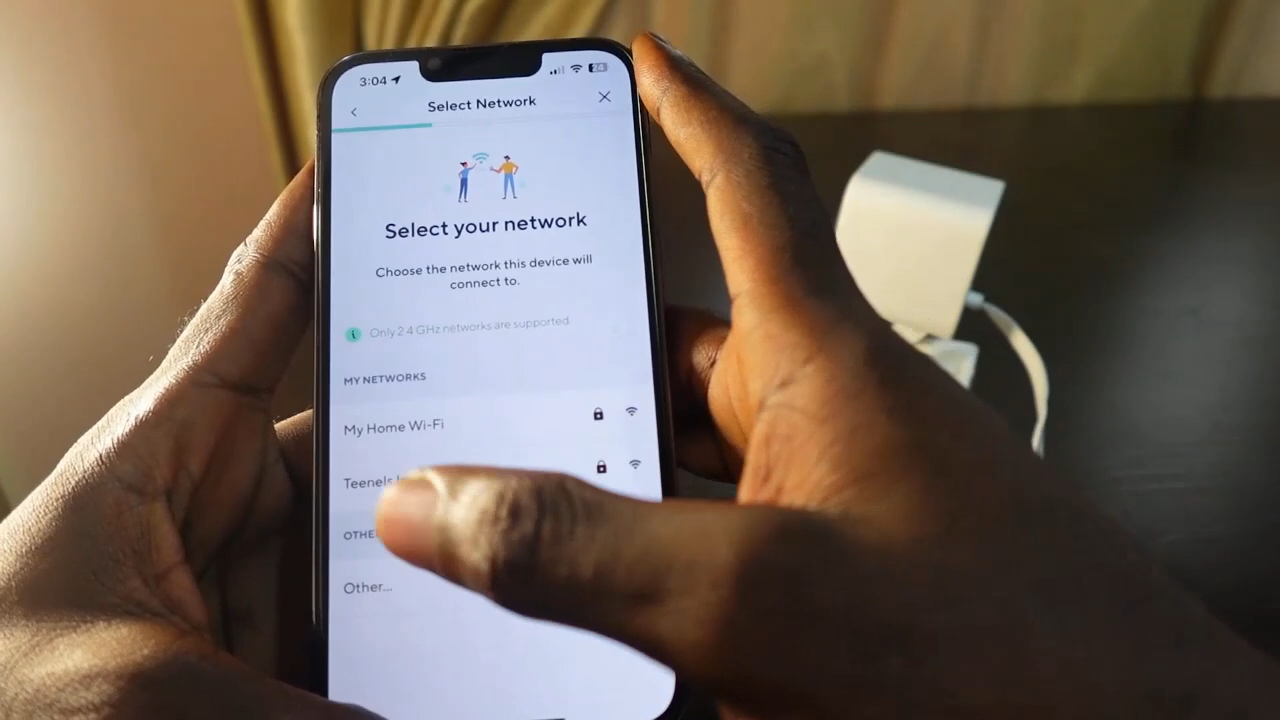 3:04
24
Select Network
Select your network
Choose the network this device will
connect to.
Only 2.4 GHz networks are supported.
MY NETWORKS
My Home Wi-Fi
Other...